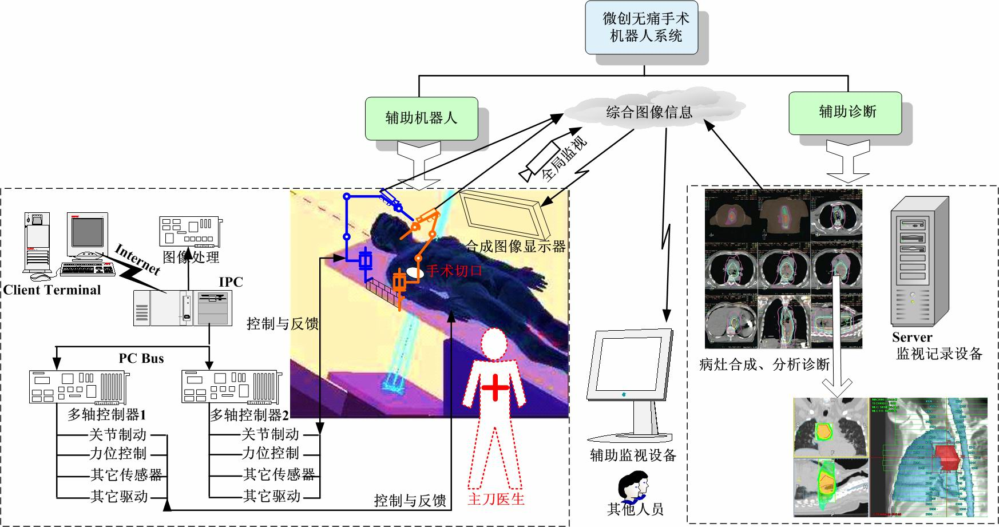 微创无痛手术
机器人系统
辅助机器人
综合图像信息
辅助诊断
全局监视
合成图像显示器
手术切口
图像处理
Internet
Client Terminal
IPC
控制与反馈
PC Bus
多轴控制器1
多轴控制器2
关节制动
力位控制
其它传感器
其它驱动
关节制动
力位控制
其它传感器
其它驱动
控制与反馈
主刀医生
辅助监视设备
其他人员
Server
监视记录设备
病灶合成、分析诊断